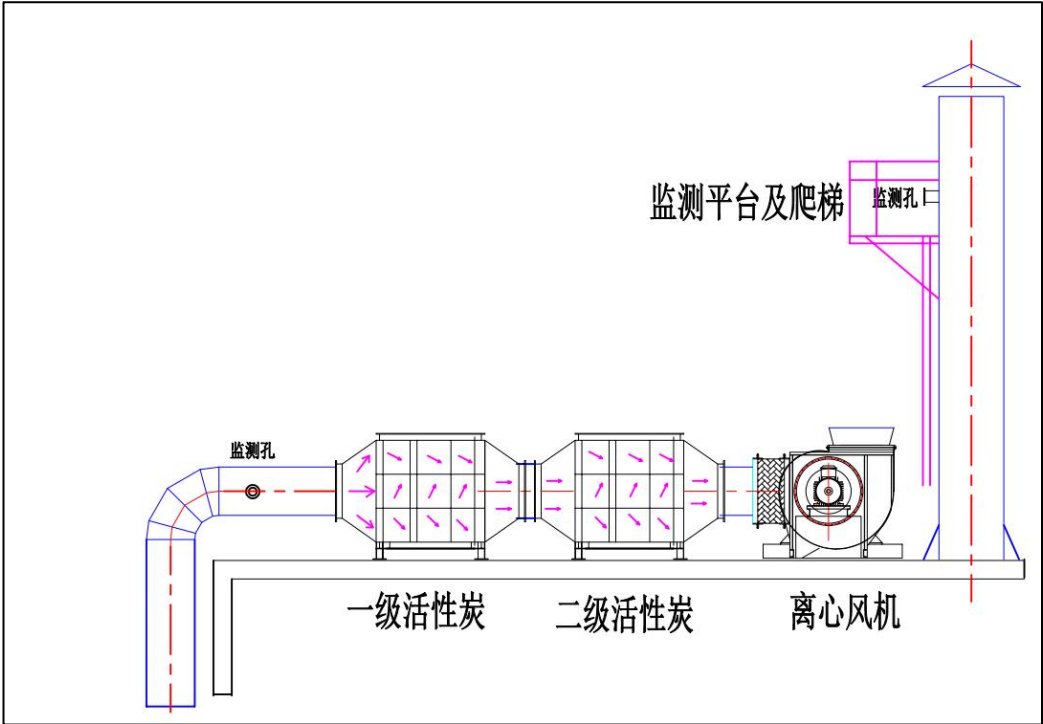 监测平台及爬梯
监测孔
监测孔
一级活性炭
二级活性炭
离心风机